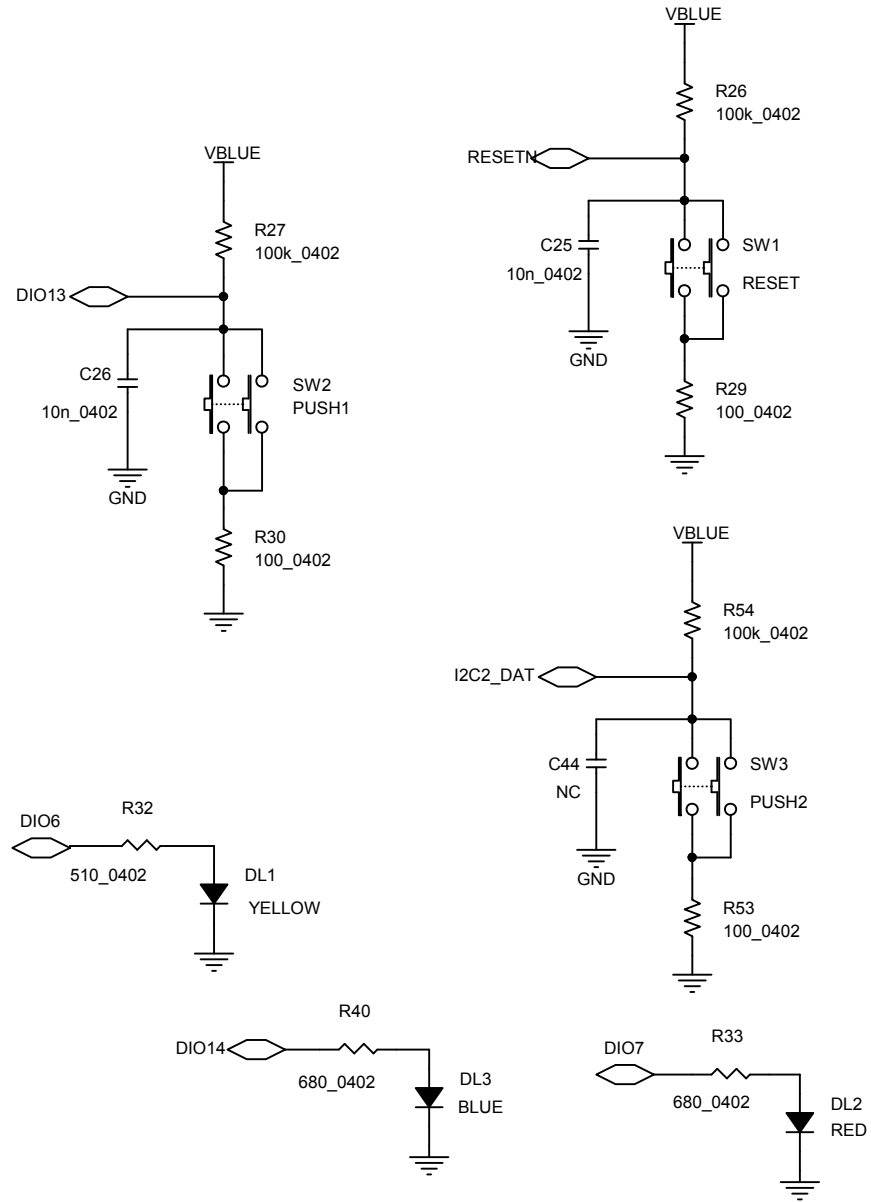 VBLUE
R26
100k_0402
RESETN
C25
10n_0402
SW1
RESET
GND
R29
100_0402
VBLUE
R27
100k_0402
DIO13
C26
10n_0402
SW2
PUSH1
GND
R30
100_0402
VBLUE
R54
100k_0402
I2C2_DAT
C44
NC
SW3
PUSH2
GND
R53
100_0402
DIO6
R32
510_0402
DL1
YELLOW
DIO14
R40
680_0402
DL3
BLUE
DIO7
R33
680_0402
DL2
RED